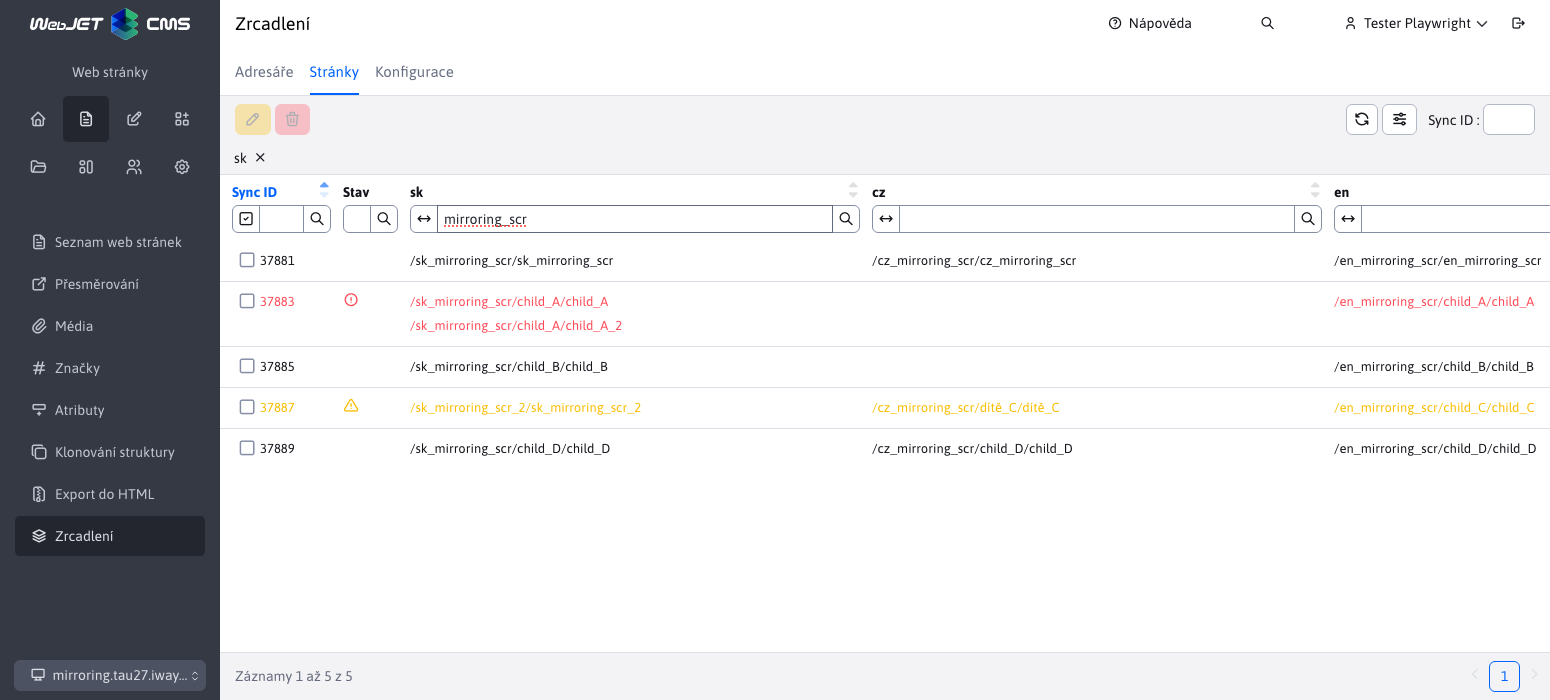 WebJET CMS
Zrcadlení
Nápověda
Tester Playwright
Web stránky
Adresáře Stránky Konfigurace
Sync ID :
sk
Sync ID Stav sk cz en
mirroring_scr
37881 /sk_mirroring_scr/sk_mirroring_scr /cz_mirroring_scr/cz_mirroring_scr /en_mirroring_scr/en_mirroring_scr
37883 /sk_mirroring_scr/child_A/child_A /en_mirroring_scr/child_A/child_A
/sk_mirroring_scr/child_A/child_A_2
37885 /sk_mirroring_scr/child_B/child_B /en_mirroring_scr/child_B/child_B
37887 /sk_mirroring_scr_2/sk_mirroring_scr_2 /cz_mirroring_scr/dítě_C/dítě_C /en_mirroring_scr/child_C/child_C
37889 /sk_mirroring_scr/child_D/child_D /cz_mirroring_scr/child_D/child_D /en_mirroring_scr/child_D/child_D
Seznam web stránek
Přesměrování
Média
Značky
Atributy
Klonování struktury
Export do HTML
Zrcadlení
mirroring.tau27.iway...
Záznamy 1 až 5 z 5
1